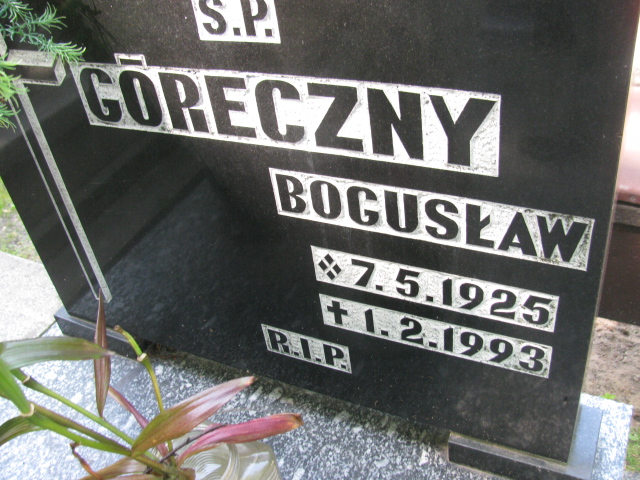 Ś.P.
GÓRECZNY
BOGUSŁAW
7.5.1925
✝ 1.2.1993
R.I.P.